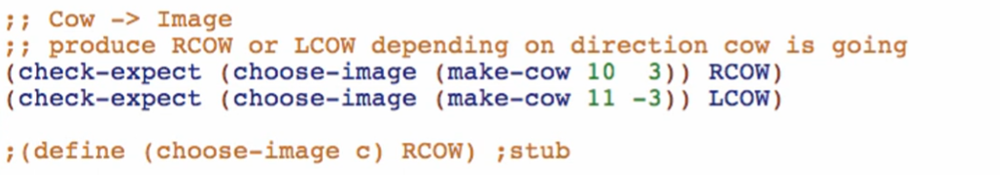 ;; Cow -> Image
;; produce RCOW or LCOW depending on direction cow is going
(check-expect (choose-image (make-cow 10  3)) RCOW)
(check-expect (choose-image (make-cow 11 -3)) LCOW)
;(define (choose-image c) RCOW) ;stub